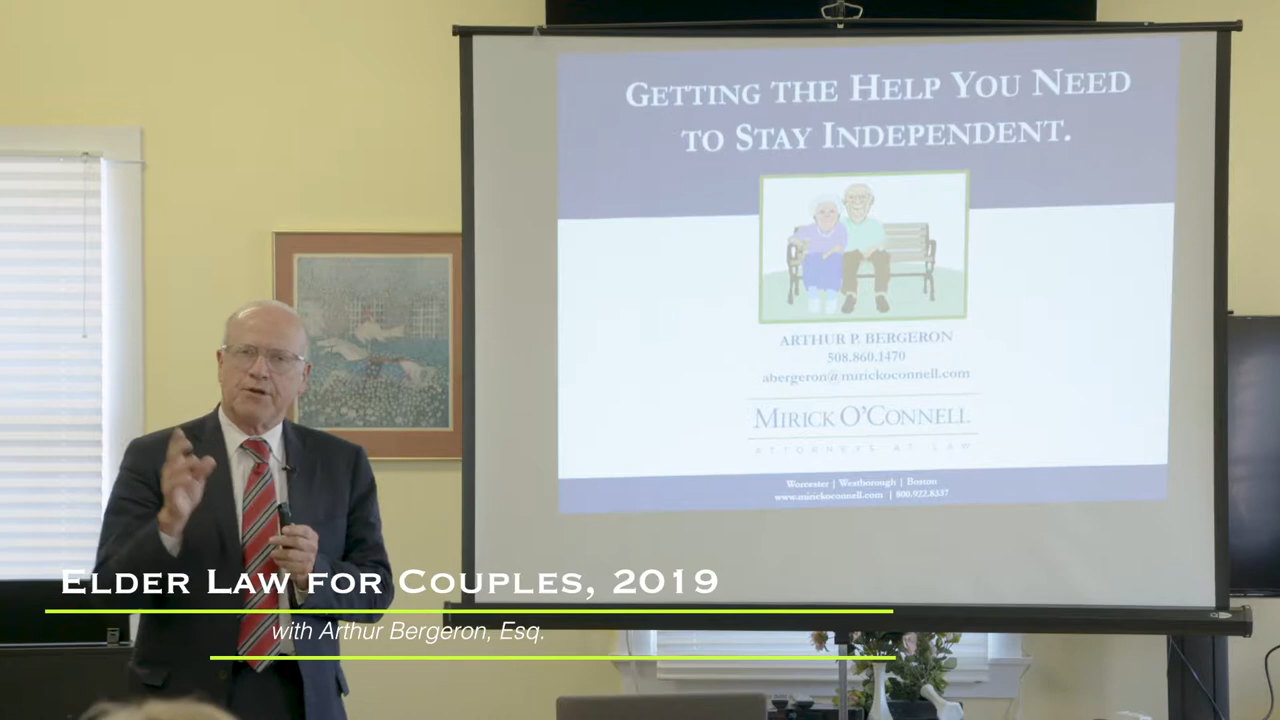 GETTING THE HELP YOU NEED
TO STAY INDEPENDENT.
ARTHUR P. BERGERON
508.860.1470
abergeron@mirickoconnell.com
MIRICK O'CONNELL
ATTORNEYS AT LAW
Worcester | Westborough | Boston
www.mirickoconnell.com | 800.922.8337
ELDER LAW FOR COUPLES, 2019
with Arthur Bergeron, Esq.